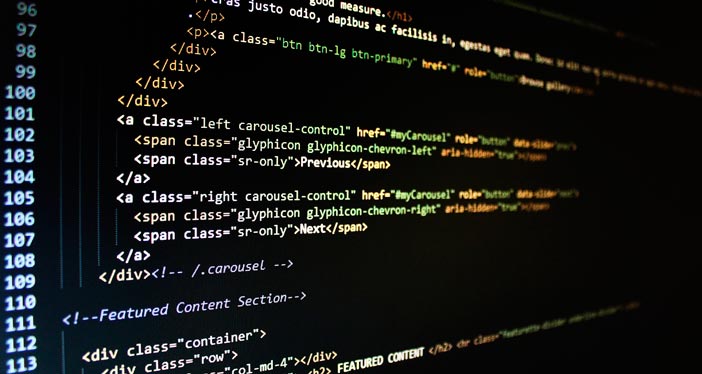 good measure.</h1>
cras justo odio, dapibus ac facilisis in, egestas eget quam.
.</p>
96 <p><a class="btn btn-lg btn-primary" href="#" role="button">Browse gallery
97 </div>
98 </div>
99 </div>
100 </div>
101 <a class="left carousel-control" href="#myCarousel" role="button" data-slide="prev">
102 <span class="glyphicon glyphicon-chevron-left" aria-hidden="true"></span>
103 <span class="sr-only">Previous</span>
104 </a>
105 <a class="right carousel-control" href="#myCarousel" role="button" data-slide="next">
106 <span class="glyphicon glyphicon-chevron-right" aria-hidden="true"></span>
107 <span class="sr-only">Next</span>
108 </a>
109 </div><!-- /.carousel -->
110
111 <!--Featured Content Section-->
112 <div class="container">
113 <div class="row">
"col-md-4"></div>
<h2> FEATURED CONTENT </h2> <hr class="